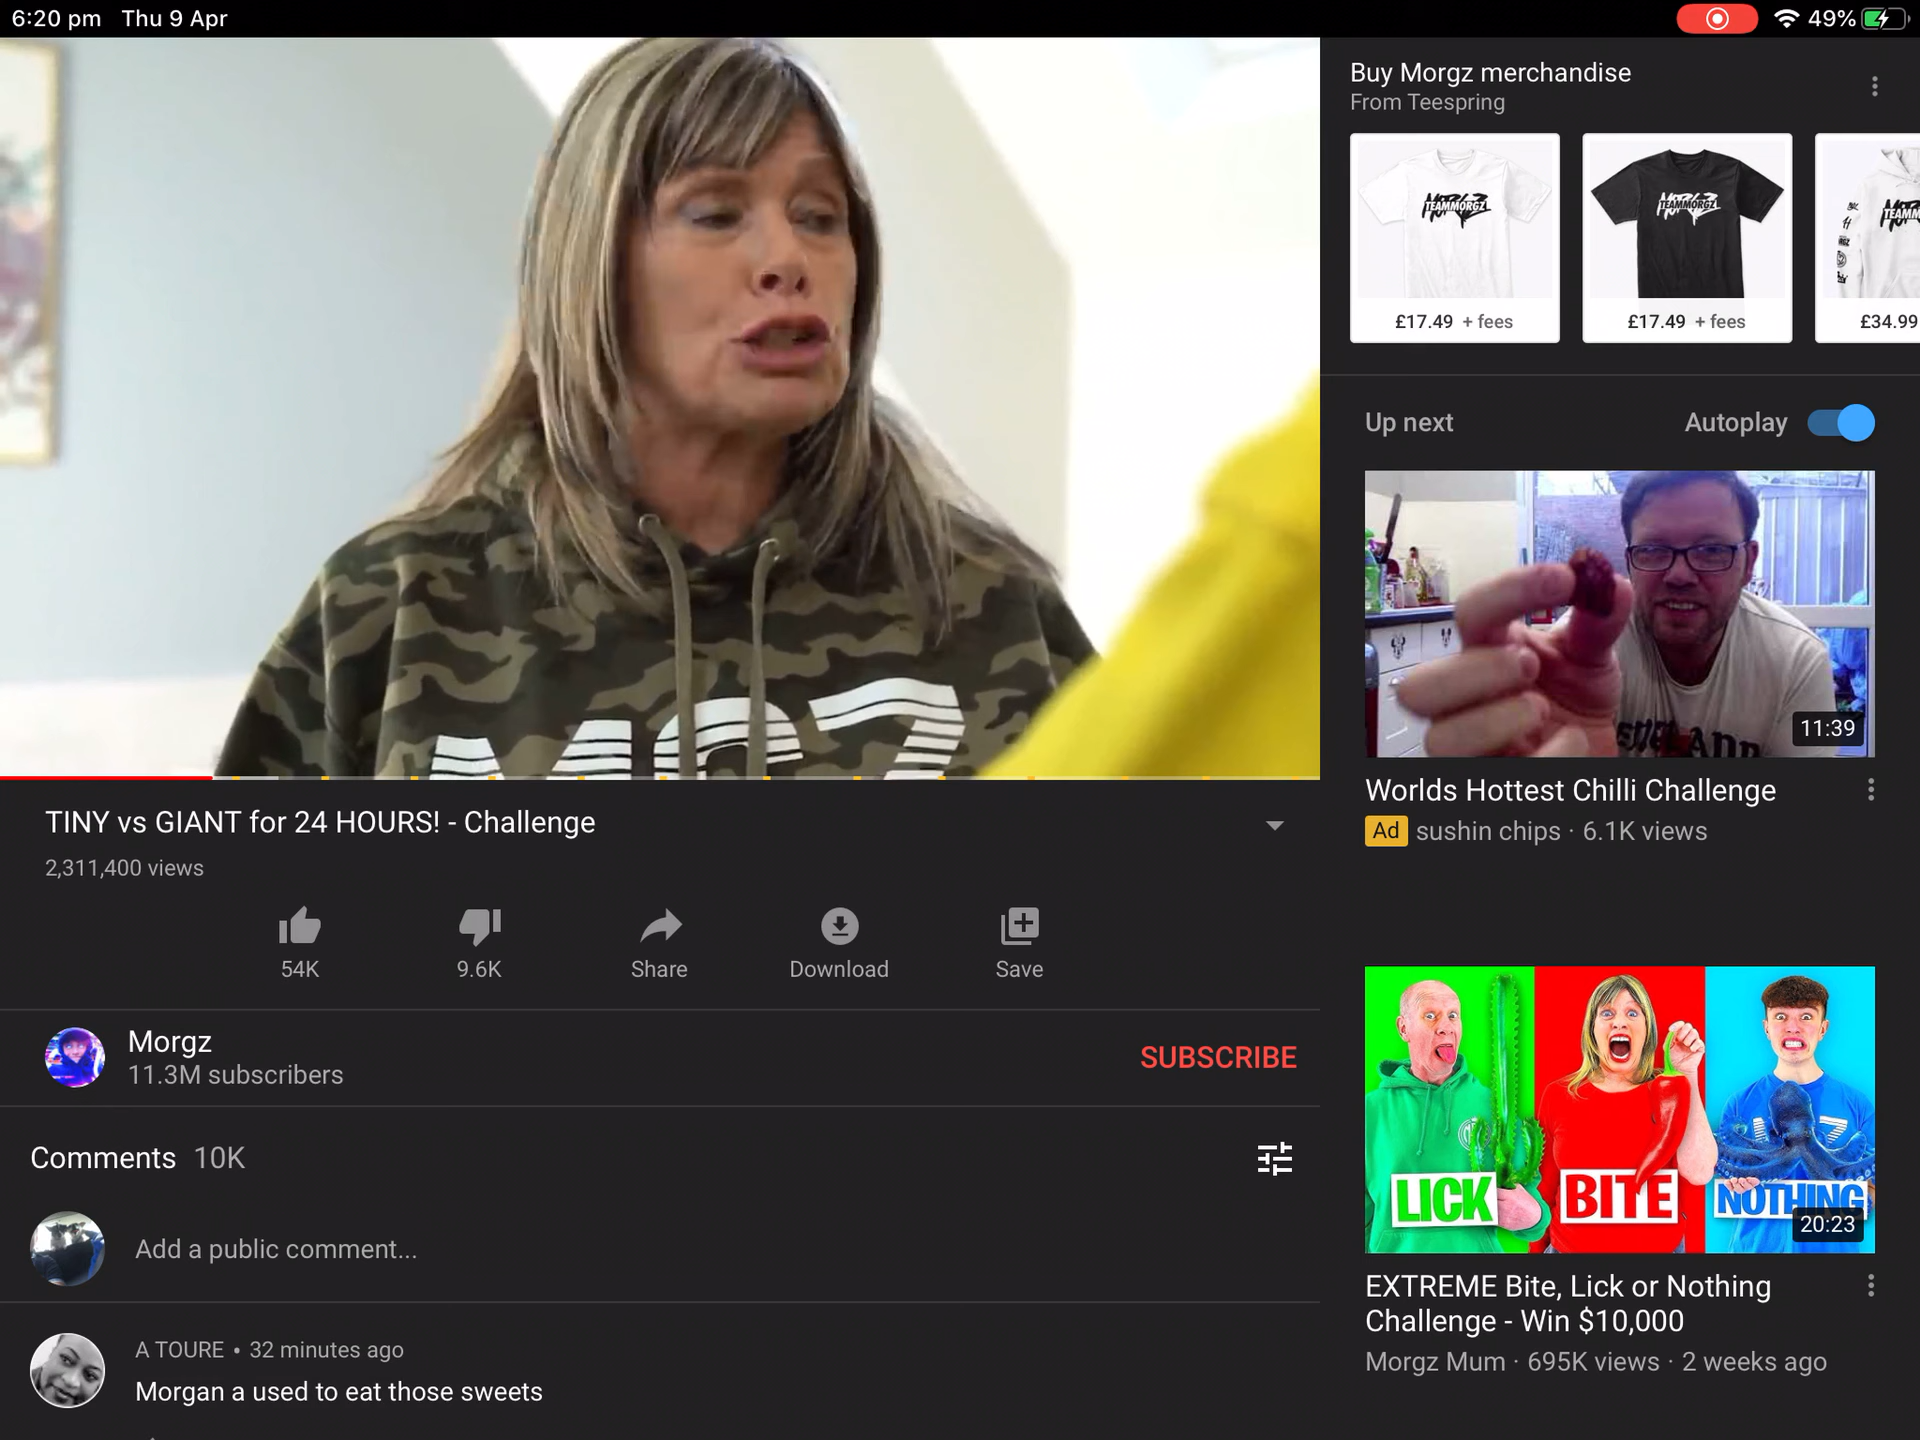 6:20 pm Thu 9 Apr
49%
MGZ
TINY vs GIANT for 24 HOURS! - Challenge
2,311,400 views
54K
9.6K
Share
Download
Save
Morgz
11.3M subscribers
SUBSCRIBE
Comments 10K
Add a public comment...
A TOURE • 32 minutes ago
Morgan a used to eat those sweets
Buy Morgz merchandise
From Teespring
TEAMMORGZ
TEAMMORGZ
£17.49 + fees
£17.49 + fees
£34.99
Up next
Autoplay
11:39
Worlds Hottest Chilli Challenge
Ad sushin chips · 6.1K views
LICK
BITE
NOTHING
20:23
EXTREME Bite, Lick or Nothing
Challenge - Win $10,000
Morgz Mum · 695K views · 2 weeks ago